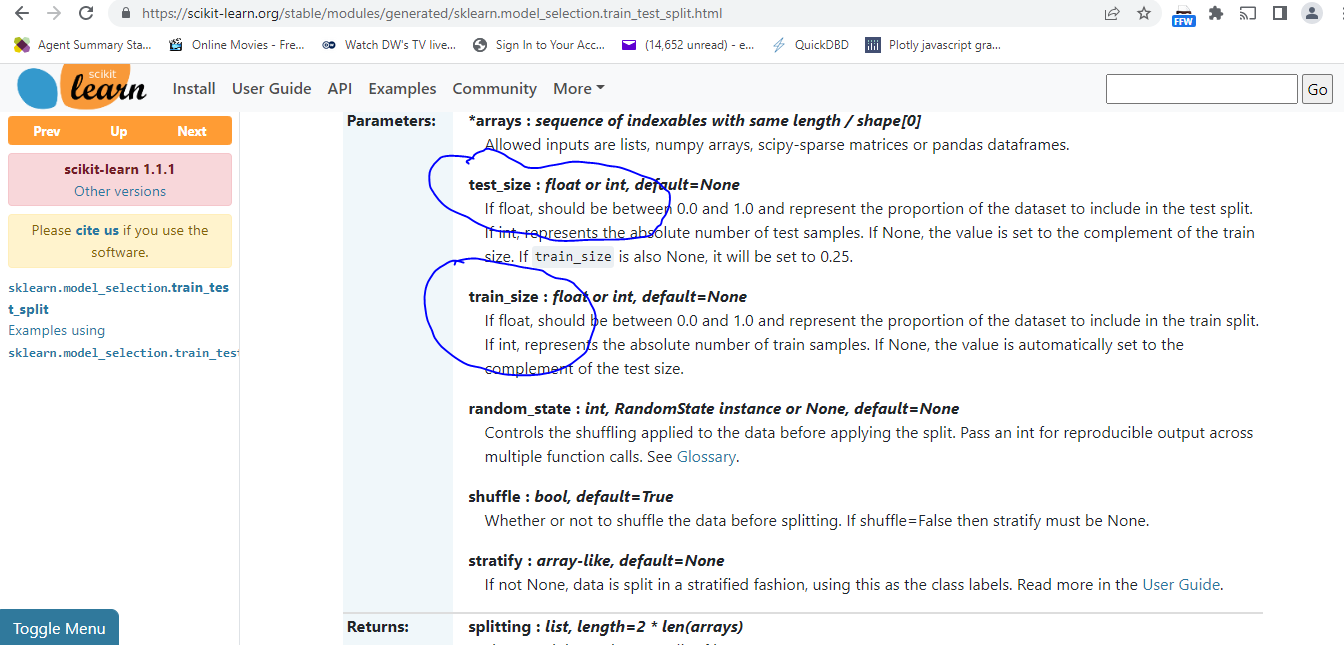 https://scikit-learn.org/stable/modules/generated/sklearn.model_selection.train_test_split.html
FFW
Agent Summary Sta...
Online Movies - Fre...
Watch DW's TV live...
Sign In to Your Acc...
(14,652 unread) - e...
QuickDBD
Plotly javascript gra...
scikit
learn
Install User Guide API Examples Community More
Go
Prev Up Next
scikit-learn 1.1.1
Other versions
Please cite us if you use the
software.
sklearn.model_selection.train_tes
t_split
Examples using
sklearn.model_selection.train_test
Toggle Menu
Parameters:
*arrays : sequence of indexables with same length / shape[0]
Allowed inputs are lists, numpy arrays, scipy-sparse matrices or pandas dataframes.
test_size : float or int, default=None
If float, should be between 0.0 and 1.0 and represent the proportion of the dataset to include in the test split.
If int, represents the absolute number of test samples. If None, the value is set to the complement of the train
size. If train_size is also None, it will be set to 0.25.
train_size : float or int, default=None
If float, should be between 0.0 and 1.0 and represent the proportion of the dataset to include in the train split.
If int, represents the absolute number of train samples. If None, the value is automatically set to the
complement of the test size.
random_state : int, RandomState instance or None, default=None
Controls the shuffling applied to the data before applying the split. Pass an int for reproducible output across
multiple function calls. See Glossary.
shuffle : bool, default=True
Whether or not to shuffle the data before splitting. If shuffle=False then stratify must be None.
stratify : array-like, default=None
If not None, data is split in a stratified fashion, using this as the class labels. Read more in the User Guide.
Returns:
splitting : list, length=2 * len(arrays)